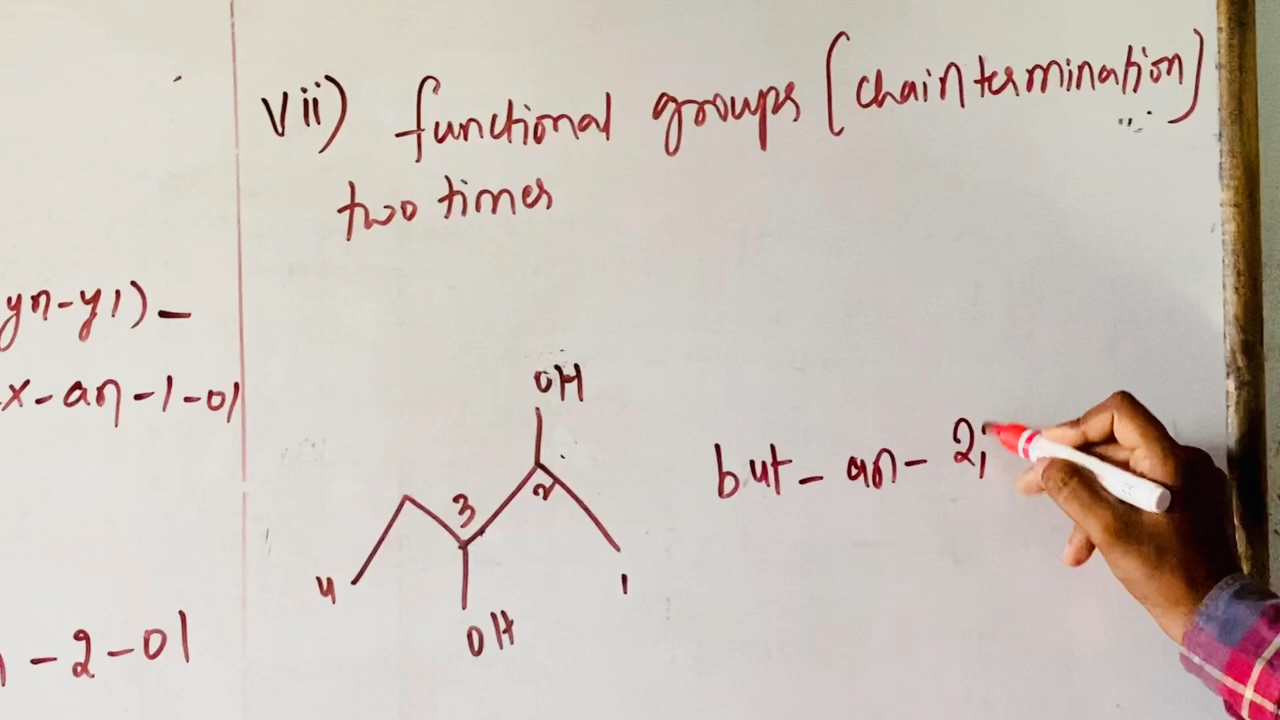 vii) functional groups (chain termination)
two times
yn-y1)-
x-an-1-ol
OH
3
2
4
1
OH
but-an-2,
-2-ol